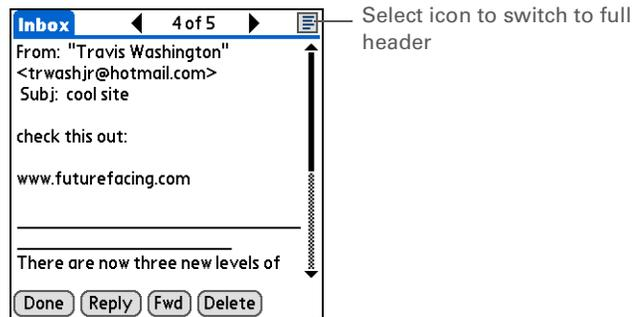 Inbox 4 of 5
Select icon to switch to full
header
From: "Travis Washington"
<trwashjr@hotmail.com>
Subj: cool site
check this out:
www.futurefacing.com
There are now three new levels of
Done Reply Fwd Delete